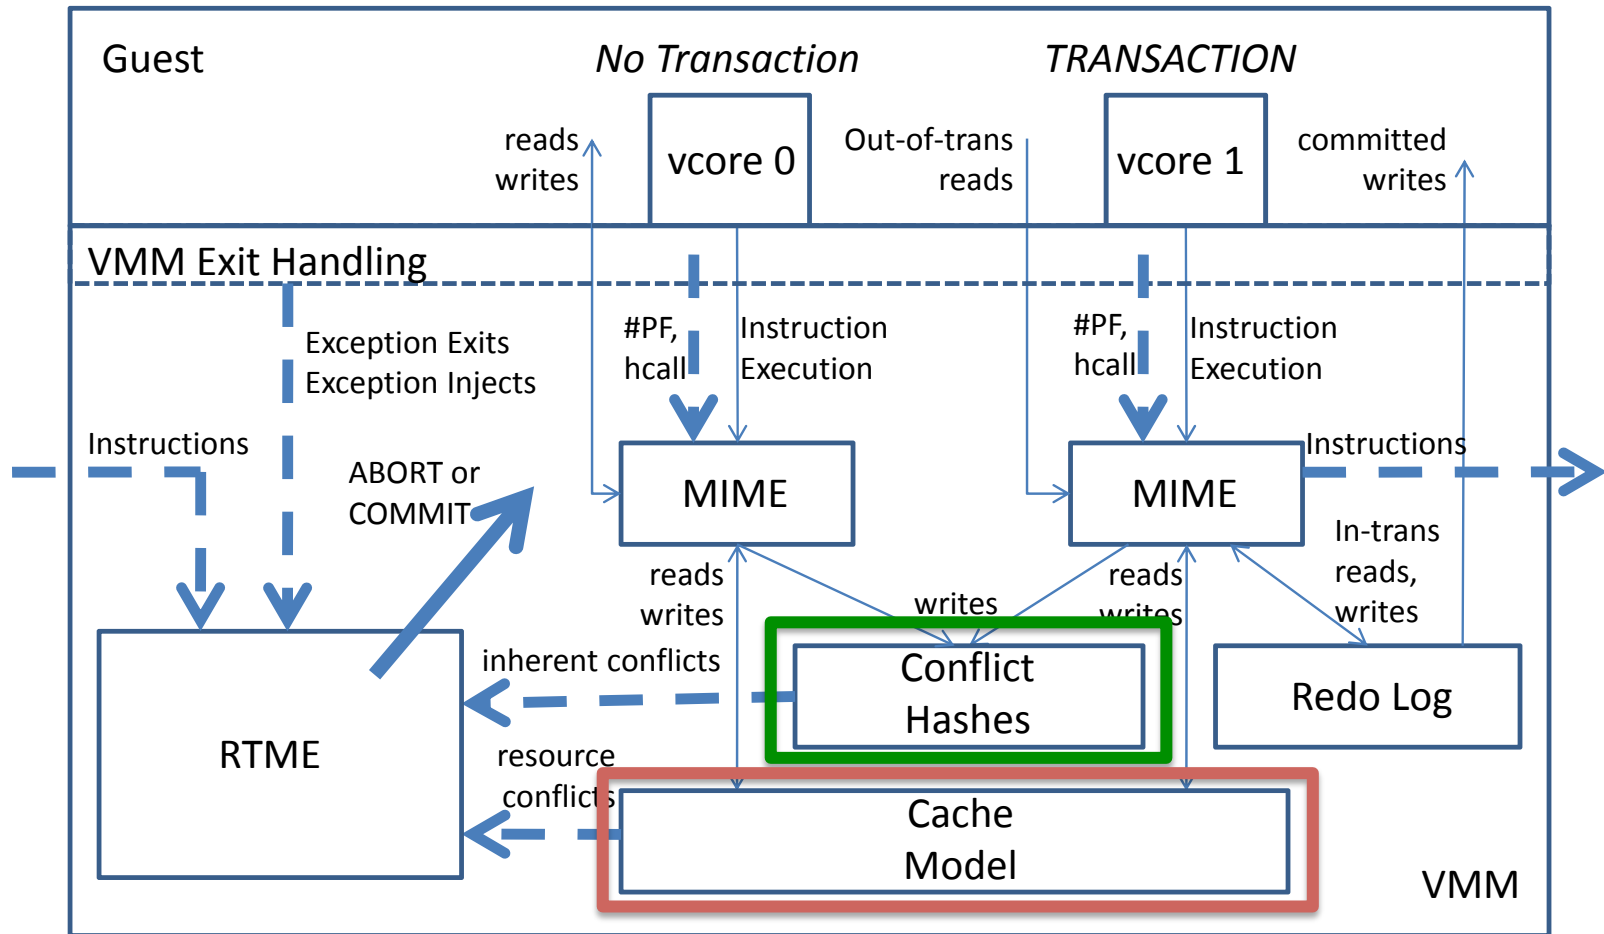 Guest
No Transaction
TRANSACTION
reads
writes
vcore 0
Out-of-trans
reads
vcore 1
committed
writes
VMM Exit Handling
Exception Exits
Exception Injects
#PF,
hcall
Instruction
Execution
#PF,
hcall
Instruction
Execution
Instructions
ABORT or
COMMIT
MIME
MIME
Instructions
reads
writes
writes
reads
writes
In-trans
reads,
writes
inherent conflicts
Conflict
Hashes
Redo Log
RTME
resource
conflicts
Cache
Model
VMM